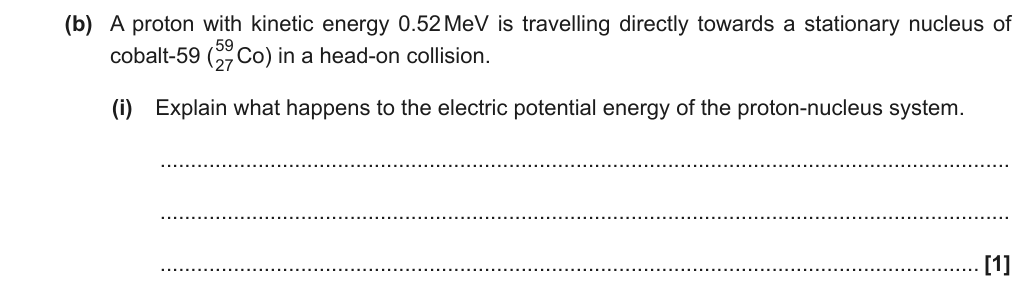 (b) A proton with kinetic energy 0.52 MeV is travelling directly towards a stationary nucleus of
cobalt-59 (⁵⁹₂₇Co) in a head-on collision.
(i) Explain what happens to the electric potential energy of the proton-nucleus system.
..........................................................................................................................................
..........................................................................................................................................
...................................................................................................................................... [1]